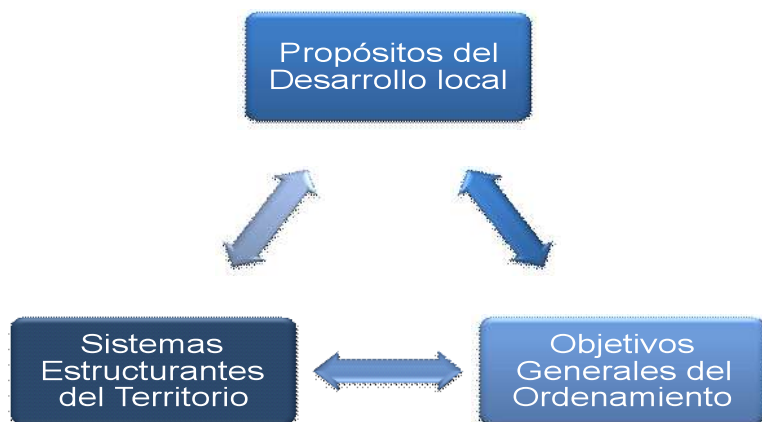 Propósitos del
Desarrollo local
Sistemas
Estructurantes
del Territorio
Objetivos
Generales del
Ordenamiento